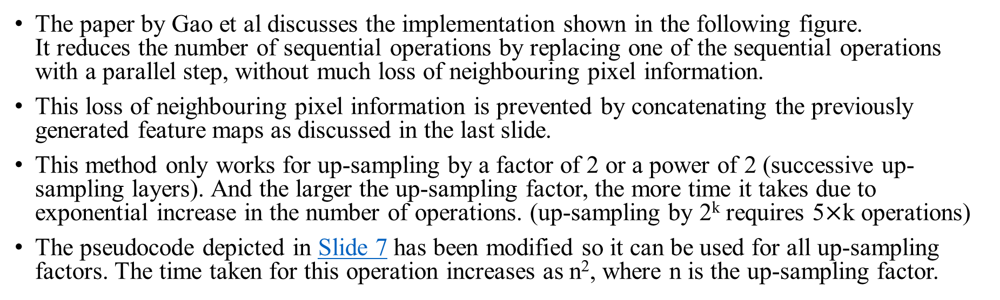 • The paper by Gao et al discusses the implementation shown in the following figure.
It reduces the number of sequential operations by replacing one of the sequential operations
with a parallel step, without much loss of neighbouring pixel information.
• This loss of neighbouring pixel information is prevented by concatenating the previously
generated feature maps as discussed in the last slide.
• This method only works for up-sampling by a factor of 2 or a power of 2 (successive up-
sampling layers). And the larger the up-sampling factor, the more time it takes due to
exponential increase in the number of operations. (up-sampling by 2ᵏ requires 5×k operations)
• The pseudocode depicted in Slide 7 has been modified so it can be used for all up-sampling
factors. The time taken for this operation increases as n², where n is the up-sampling factor.